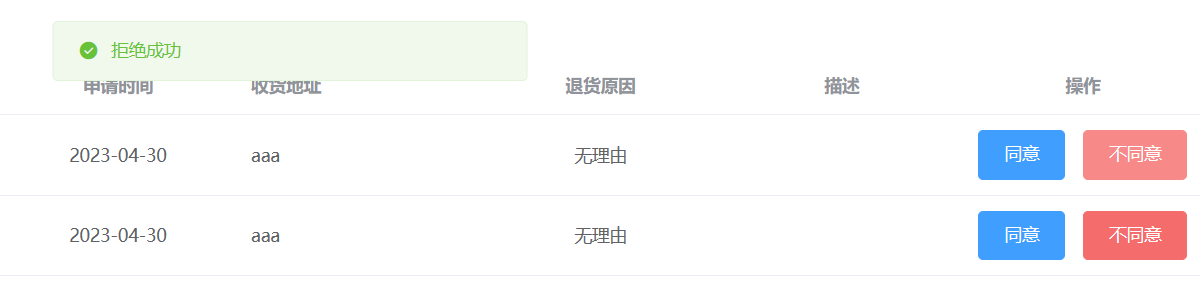 拒绝成功
申请时间 收货地址 退货原因 描述 操作
2023-04-30 aaa 无理由 同意 不同意
2023-04-30 aaa 无理由 同意 不同意